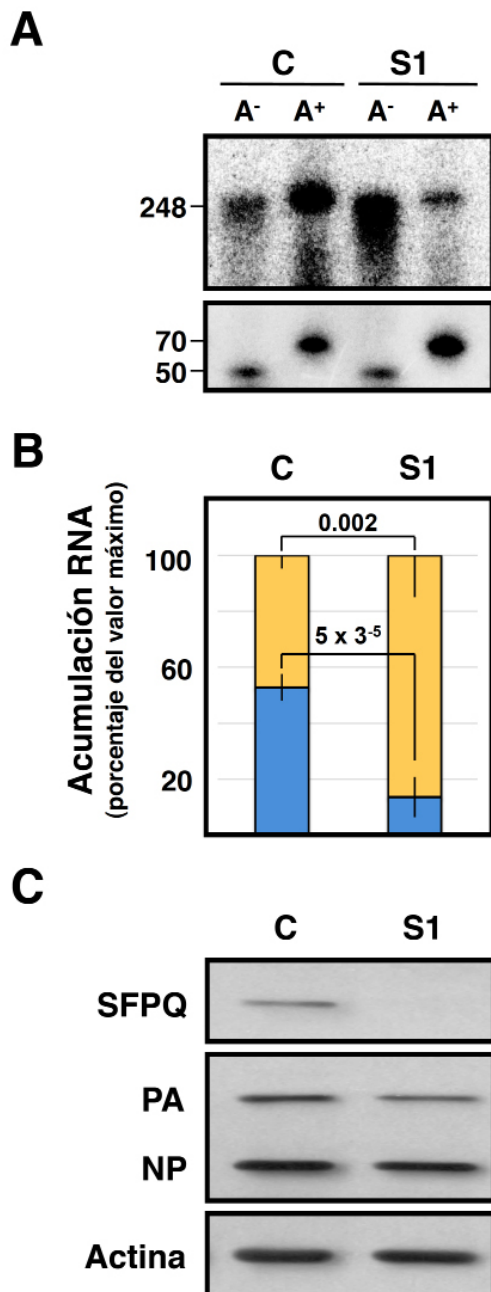 A
C S1
A⁻ A⁺ A⁻ A⁺
248
70
50
B
C S1
Acumulación RNA
(porcentaje del valor máximo)
0.002
100
5 x 3⁻⁵
60
20
C
C S1
SFPQ
PA
NP
Actina